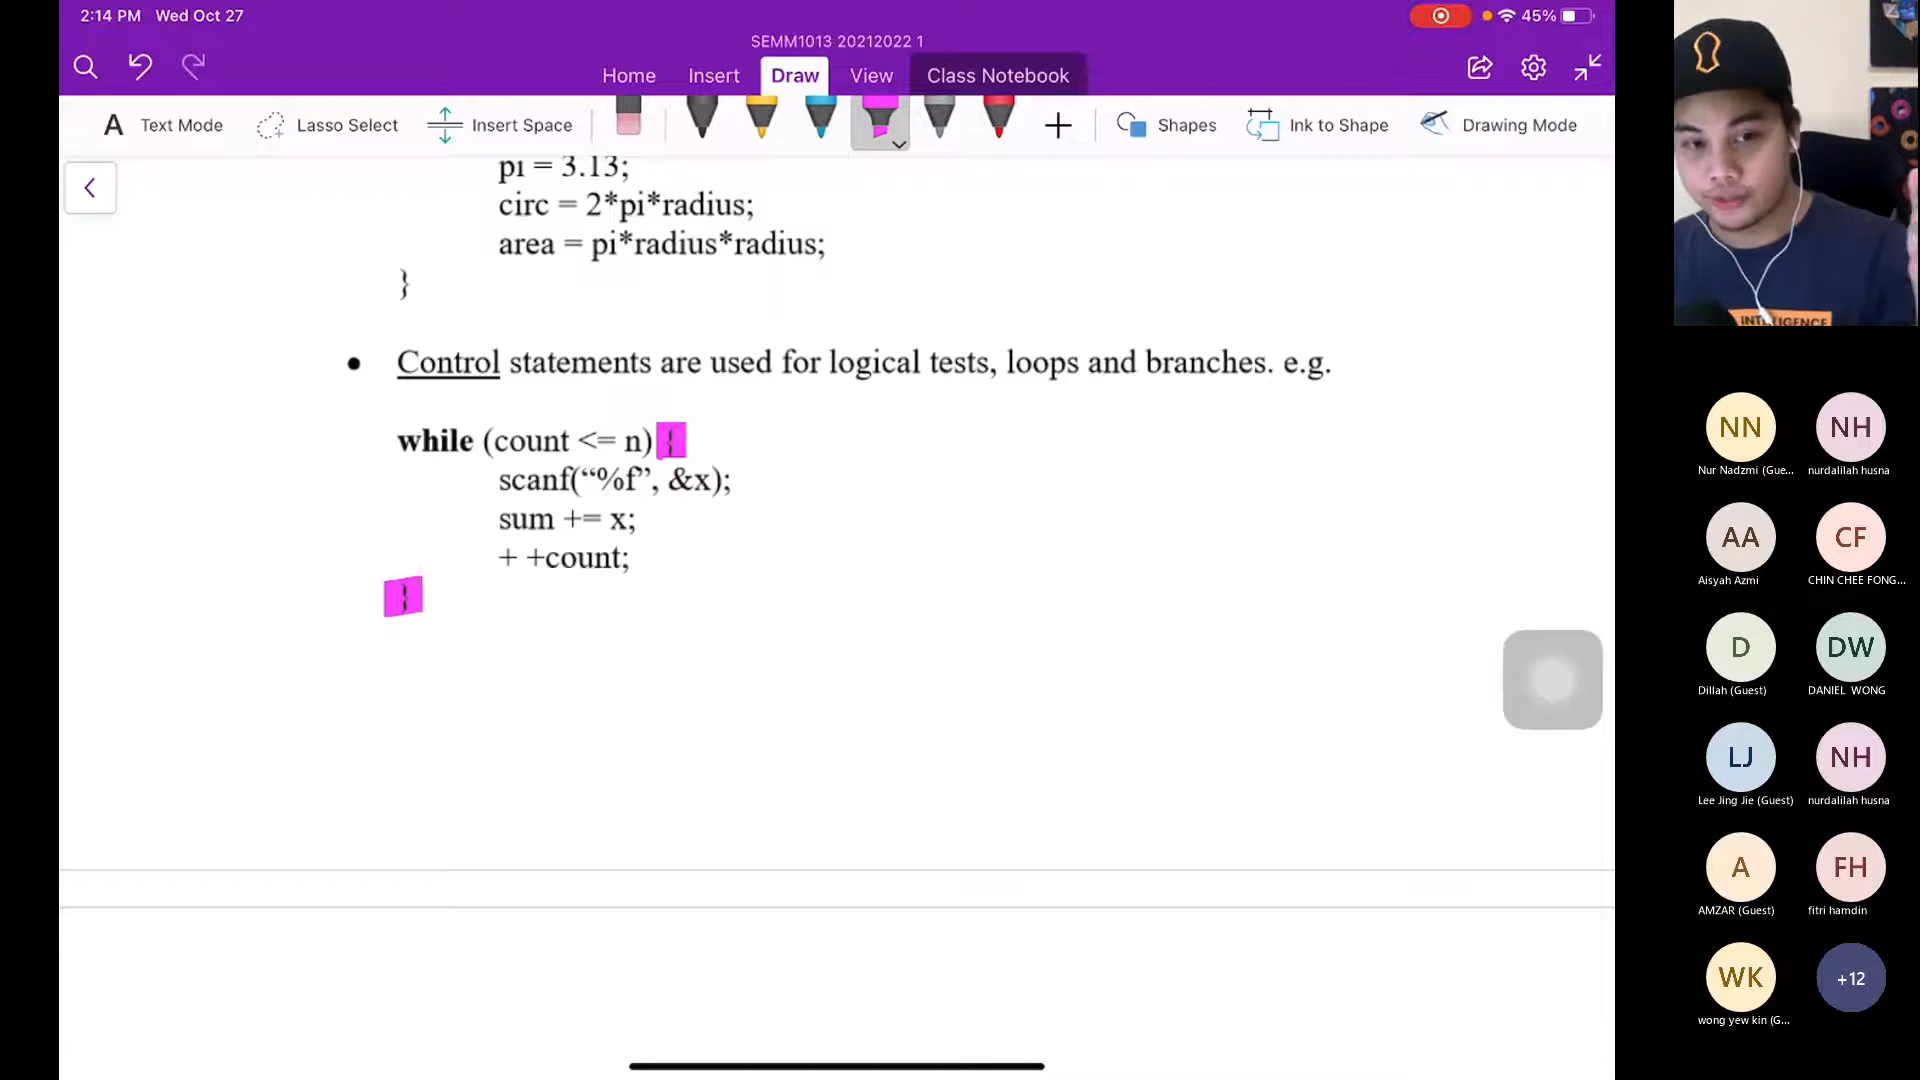 2:14 PM Wed Oct 27
45%
SEMM1013 20212022 1
Home Insert Draw View Class Notebook
A Text Mode Lasso Select Insert Space Shapes Ink to Shape Drawing Mode
pi = 3.13;
circ = 2*pi*radius;
area = pi*radius*radius;
}
• Control statements are used for logical tests, loops and branches. e.g.
while (count <= n) {
scanf(“%f”, &x);
sum += x;
+ +count;
}
INTELLIGENCE
NN NH
Nur Nadzmi (Gue... nurdalilah husna
AA CF
Aisyah Azmi CHIN CHEE FONG...
D DW
Dillah (Guest) DANIEL WONG
LJ NH
Lee Jing Jie (Guest) nurdalilah husna
A FH
AMZAR (Guest) fitri hamdin
WK +12
wong yew kin (G...